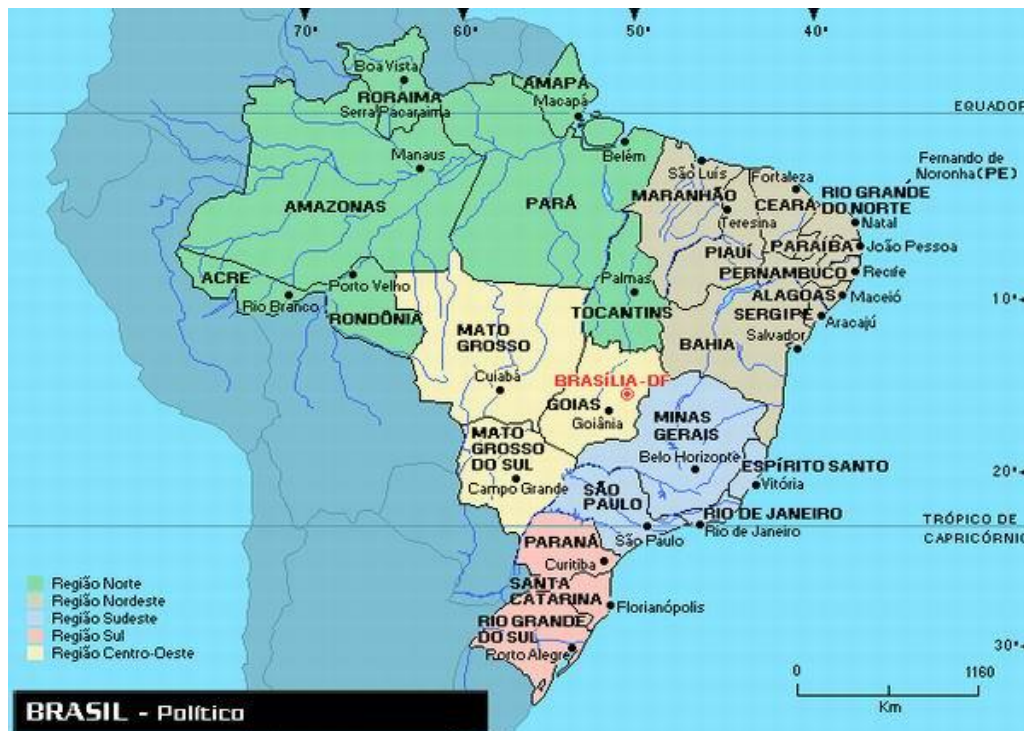 70°
60°
50°
40°
Boa Vista
RORAIMA
Serra Pacaraima
AMAPÁ
Macapá
EQUADOR
Manaus
Belém
São Luís
Fortaleza
Fernando de
Noronha(PE)
AMAZONAS
PARÁ
MARANHÃO
Teresina
CEARÁ
RIO GRANDE
DO NORTE
Natal
PIAUÍ
PARAÍBA
João Pessoa
ACRE
Porto Velho
Rio Branco
RONDÔNIA
Palmas
TOCANTINS
PERNAMBUCO
Recife
ALAGOAS
Maceió
SERGIPE
Aracajú
10°
MATO
GROSSO
Cuiabá
BAHIA
Salvador
BRASÍLIA-DF
GOIAS
Goiânia
MINAS
GERAIS
Belo Horizonte
MATO
GROSSO
DO SUL
Campo Grande
ESPÍRITO SANTO
Vitória
20°
SÃO
PAULO
São Paulo
RIO DE JANEIRO
Rio de Janeiro
TRÓPICO DE
CAPRICÓRNIO
PARANÁ
Curitiba
SANTA
CATARINA
Florianópolis
RIO GRANDE
DO SUL
Porto Alegre
30°
Região Norte
Região Nordeste
Região Sudeste
Região Sul
Região Centro-Oeste
0 1160
Km
BRASIL - Político